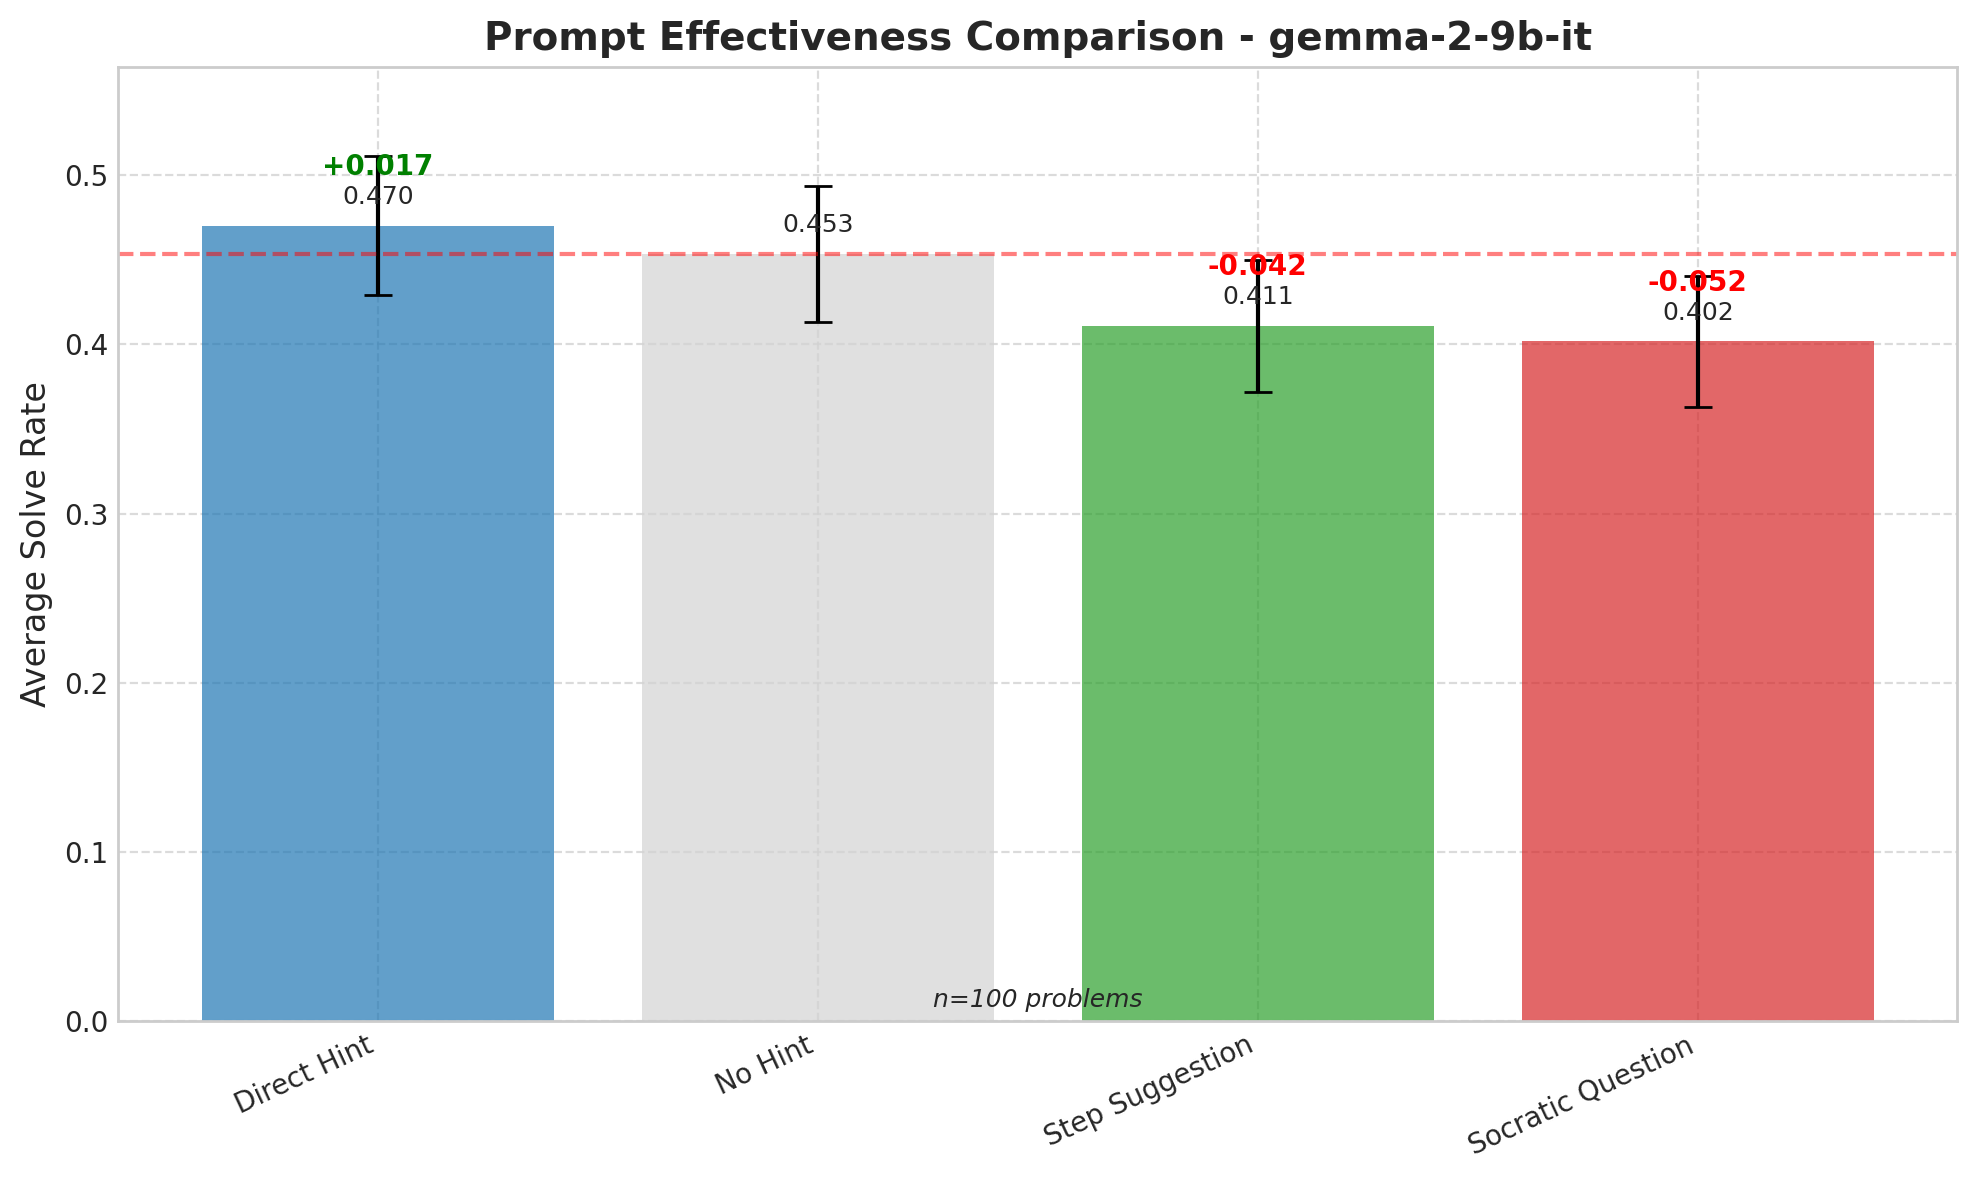 Prompt Effectiveness Comparison - gemma-2-9b-it
Average Solve Rate
0.5
0.4
0.3
0.2
0.1
0.0
+0.017
0.470
0.453
-0.042
0.411
-0.052
0.402
n=100 problems
Direct Hint
No Hint
Step Suggestion
Socratic Question